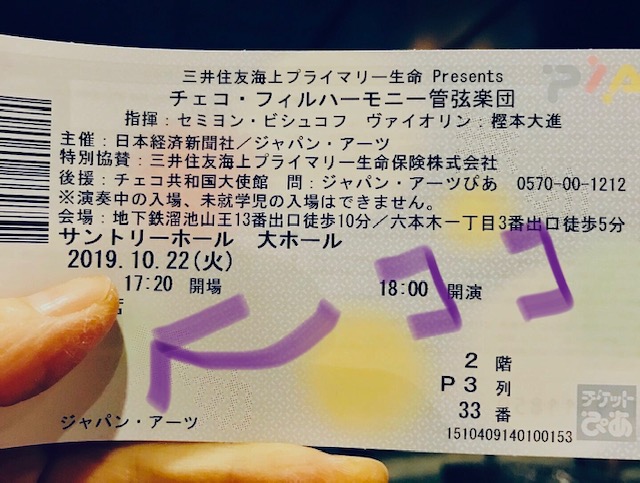 PIA
三井住友海上プライマリー生命 Presents
チェコ・フィルハーモニー管弦楽団
指揮:セミヨン・ビシュコフ ヴァイオリン:樫本大進
主催:日本経済新聞社/ジャパン・アーツ
特別協賛:三井住友海上プライマリー生命保険株式会社
後援:チェコ共和国大使館 問:ジャパン・アーツぴあ 0570-00-1212
※演奏中の入場、未就学児の入場はできません。
会場:地下鉄溜池山王13番出口徒歩10分/六本木一丁目3番出口徒歩5分
サントリーホール 大ホール
2019.10.22(火)
17:20 開場 18:00 開演
席
2 階
P 3 列
33 番
ジャパン・アーツ
チケットぴあ
1510409140100153